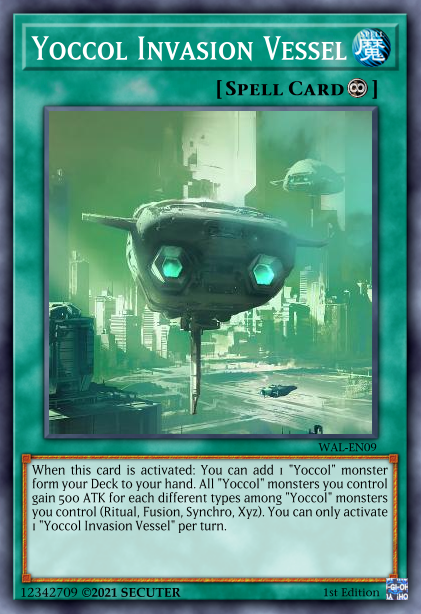 YOCCOL INVASION VESSEL 魔
[SPELL CARD]
WAL-EN09
When this card is activated: You can add 1 "Yoccol" monster
form your Deck to your hand. All "Yoccol" monsters you control
gain 500 ATK for each different types among "Yoccol" monsters
you control (Ritual, Fusion, Synchro, Xyz). You can only activate
1 "Yoccol Invasion Vessel" per turn.
12342709 ©2021 SECUTER 1st Edition